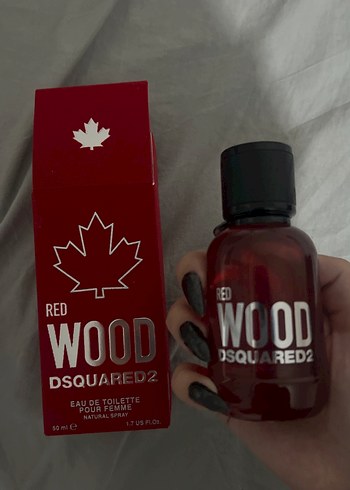 RED
WOOD
DSQUARED2
EAU DE TOILETTE
POUR FEMME
NATURAL SPRAY
50 ml ℮ 1.7 US Fl.Oz.
RED
WOOD
DSQUARED2